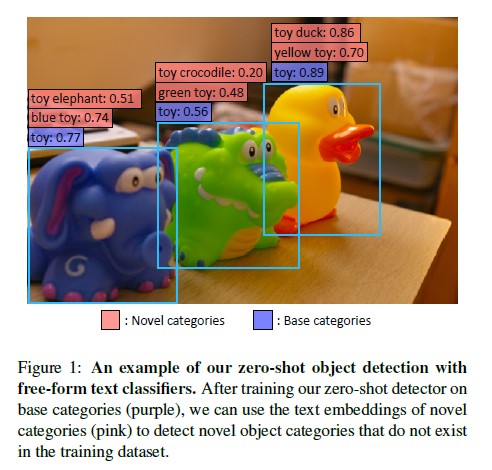 toy duck: 0.86
yellow toy: 0.70
toy: 0.89
toy crocodile: 0.20
green toy: 0.48
toy: 0.56
toy elephant: 0.51
blue toy: 0.74
toy: 0.77
: Novel categories : Base categories
Figure 1: An example of our zero-shot object detection with
free-form text classifiers. After training our zero-shot detector on
base categories (purple), we can use the text embeddings of novel
categories (pink) to detect novel object categories that do not exist
in the training dataset.